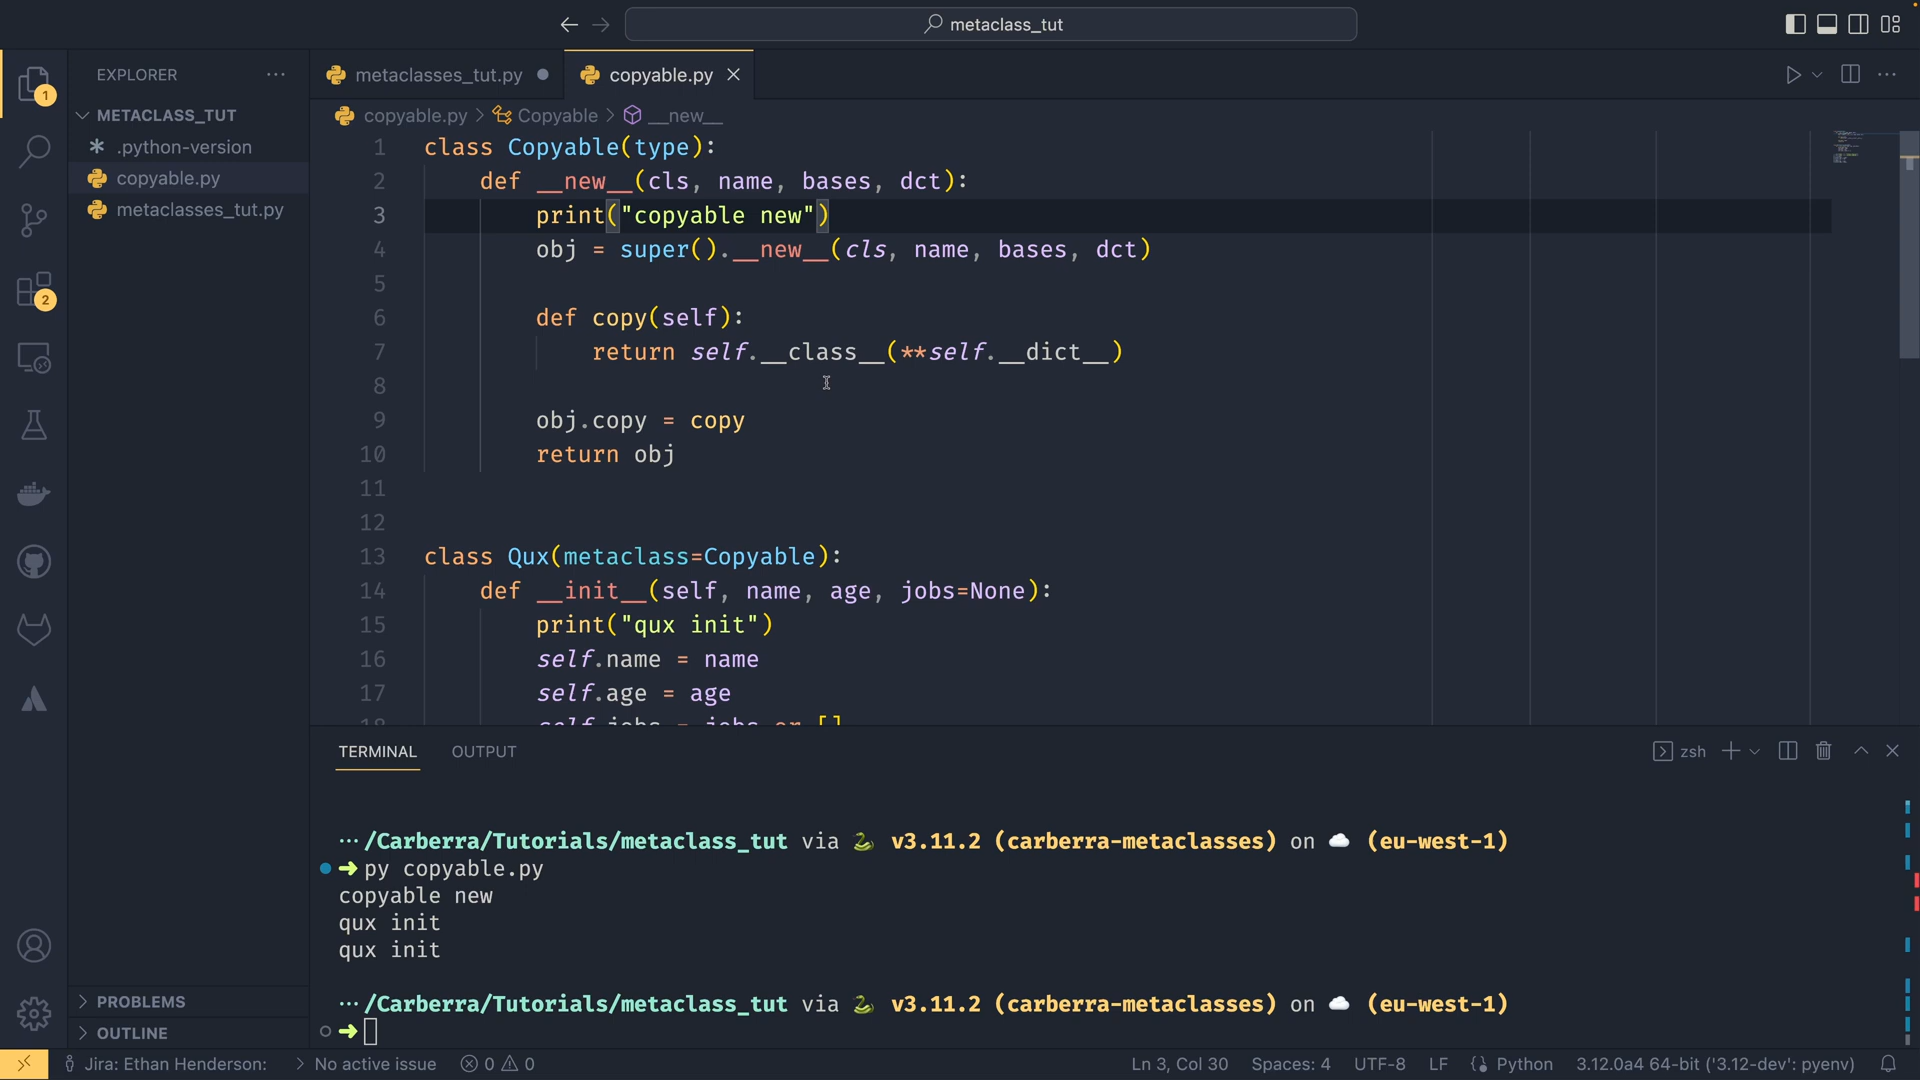 metaclass_tut
EXPLORER
METACLASS_TUT
.python-version
copyable.py
metaclasses_tut.py
PROBLEMS
OUTLINE
1
2
metaclasses_tut.py
copyable.py
copyable.py > Copyable > __new__
1 class Copyable(type):
2 def __new__(cls, name, bases, dct):
3 print("copyable new")
4 obj = super().__new__(cls, name, bases, dct)
5
6 def copy(self):
7 return self.__class__(**self.__dict__)
8
9 obj.copy = copy
10 return obj
11
12
13 class Qux(metaclass=Copyable):
14 def __init__(self, name, age, jobs=None):
15 print("qux init")
16 self.name = name
17 self.age = age
18 self.jobs = jobs or []
TERMINAL OUTPUT
zsh
···/Carberra/Tutorials/metaclass_tut via 🐍 v3.11.2 (carberra-metaclasses) on ☁️ (eu-west-1)
➜ py copyable.py
copyable new
qux init
qux init
···/Carberra/Tutorials/metaclass_tut via 🐍 v3.11.2 (carberra-metaclasses) on ☁️ (eu-west-1)
➜
Jira: Ethan Henderson: > No active issue 0 0 Ln 3, Col 30 Spaces: 4 UTF-8 LF Python 3.12.0a4 64-bit ('3.12-dev': pyenv)